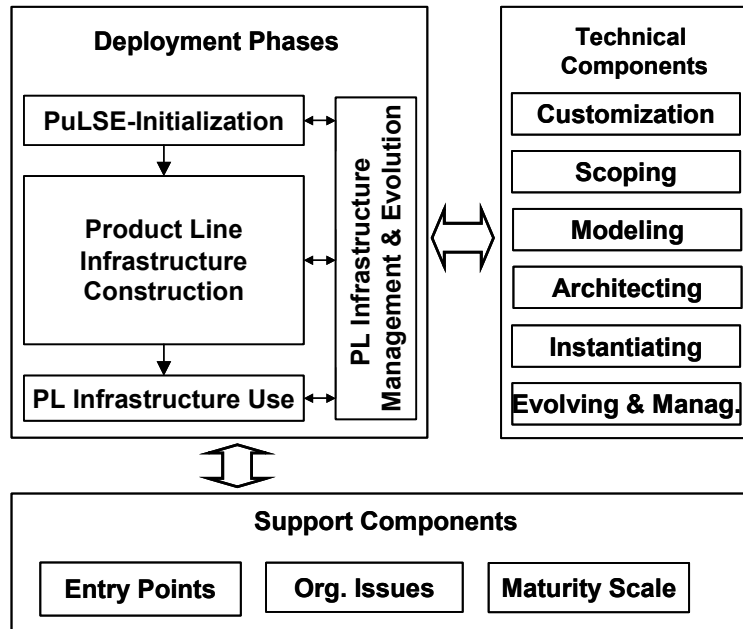 Deployment Phases
PuLSE-Initialization
Product Line
Infrastructure
Construction
PL Infrastructure Use
PL Infrastructure
Management & Evolution
Technical
Components
Customization
Scoping
Modeling
Architecting
Instantiating
Evolving & Manag.
Support Components
Entry Points
Org. Issues
Maturity Scale